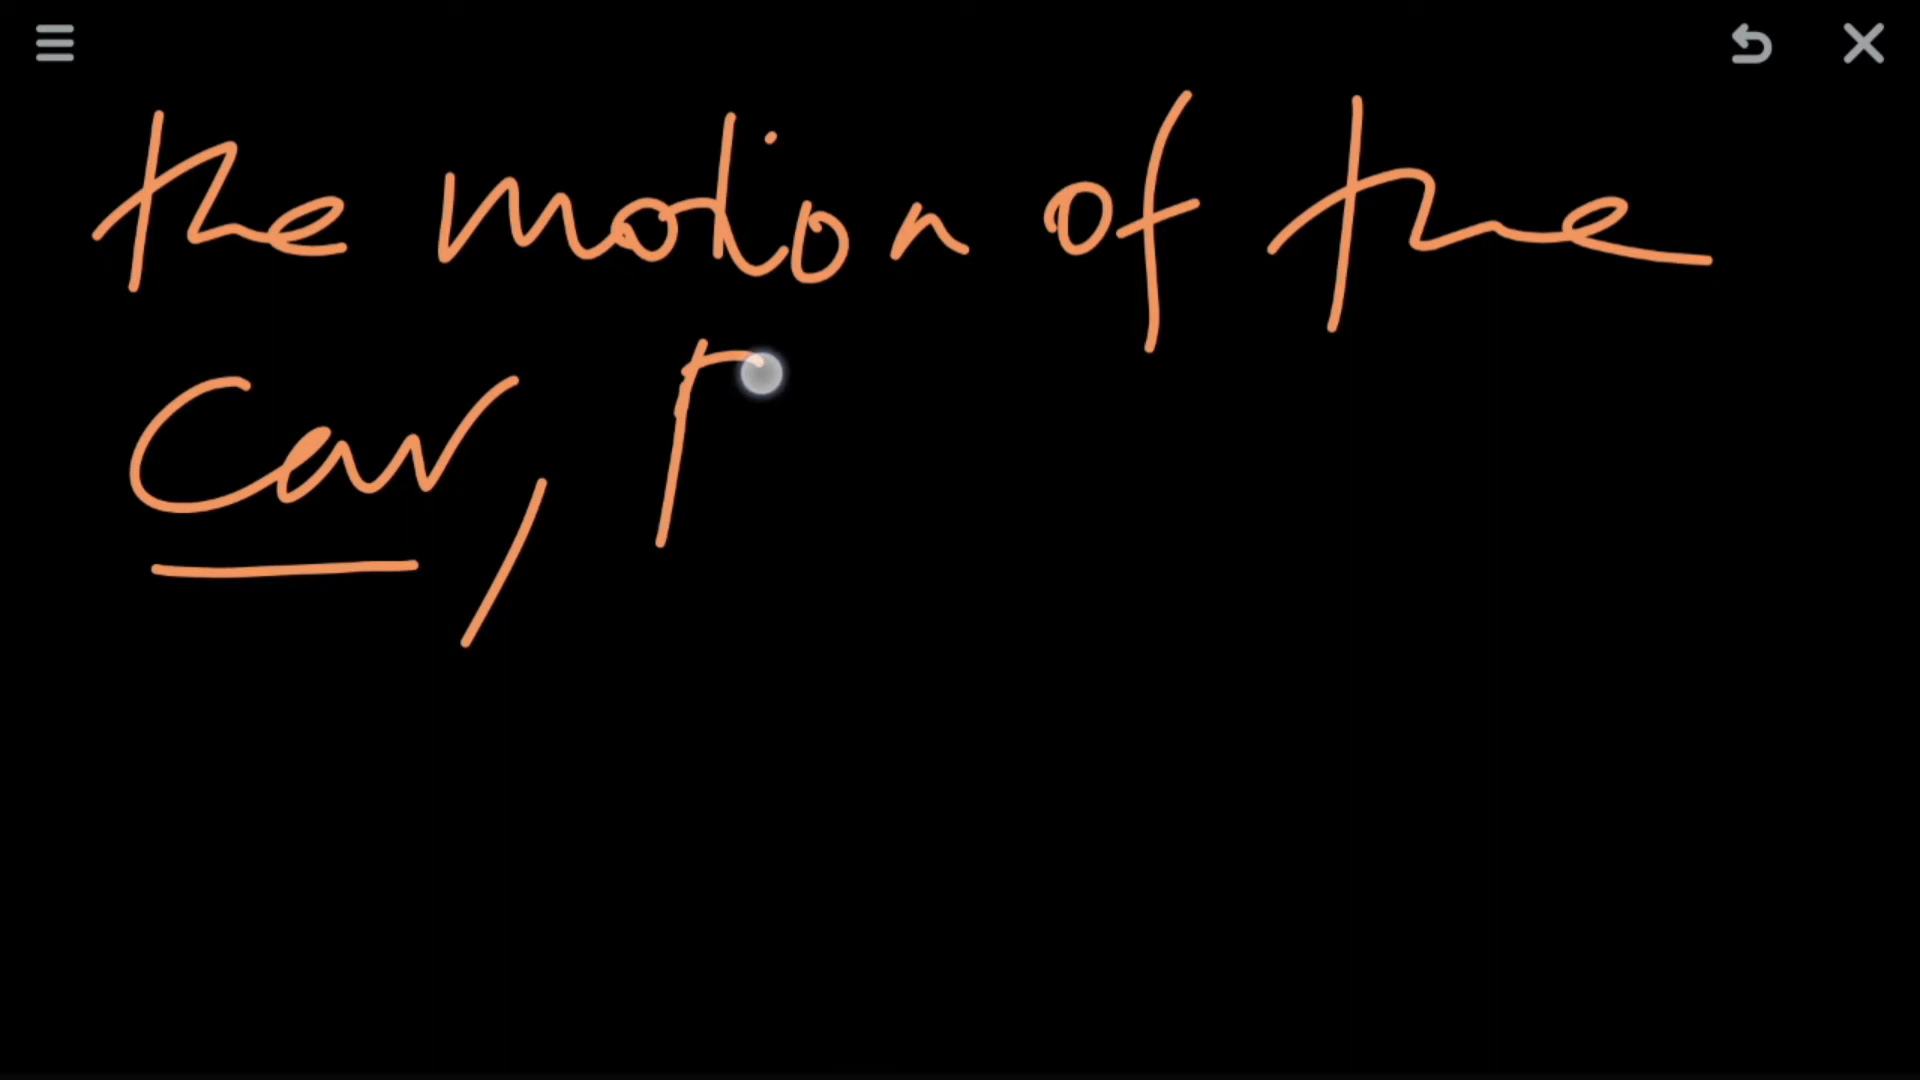 the motion of the
Car,